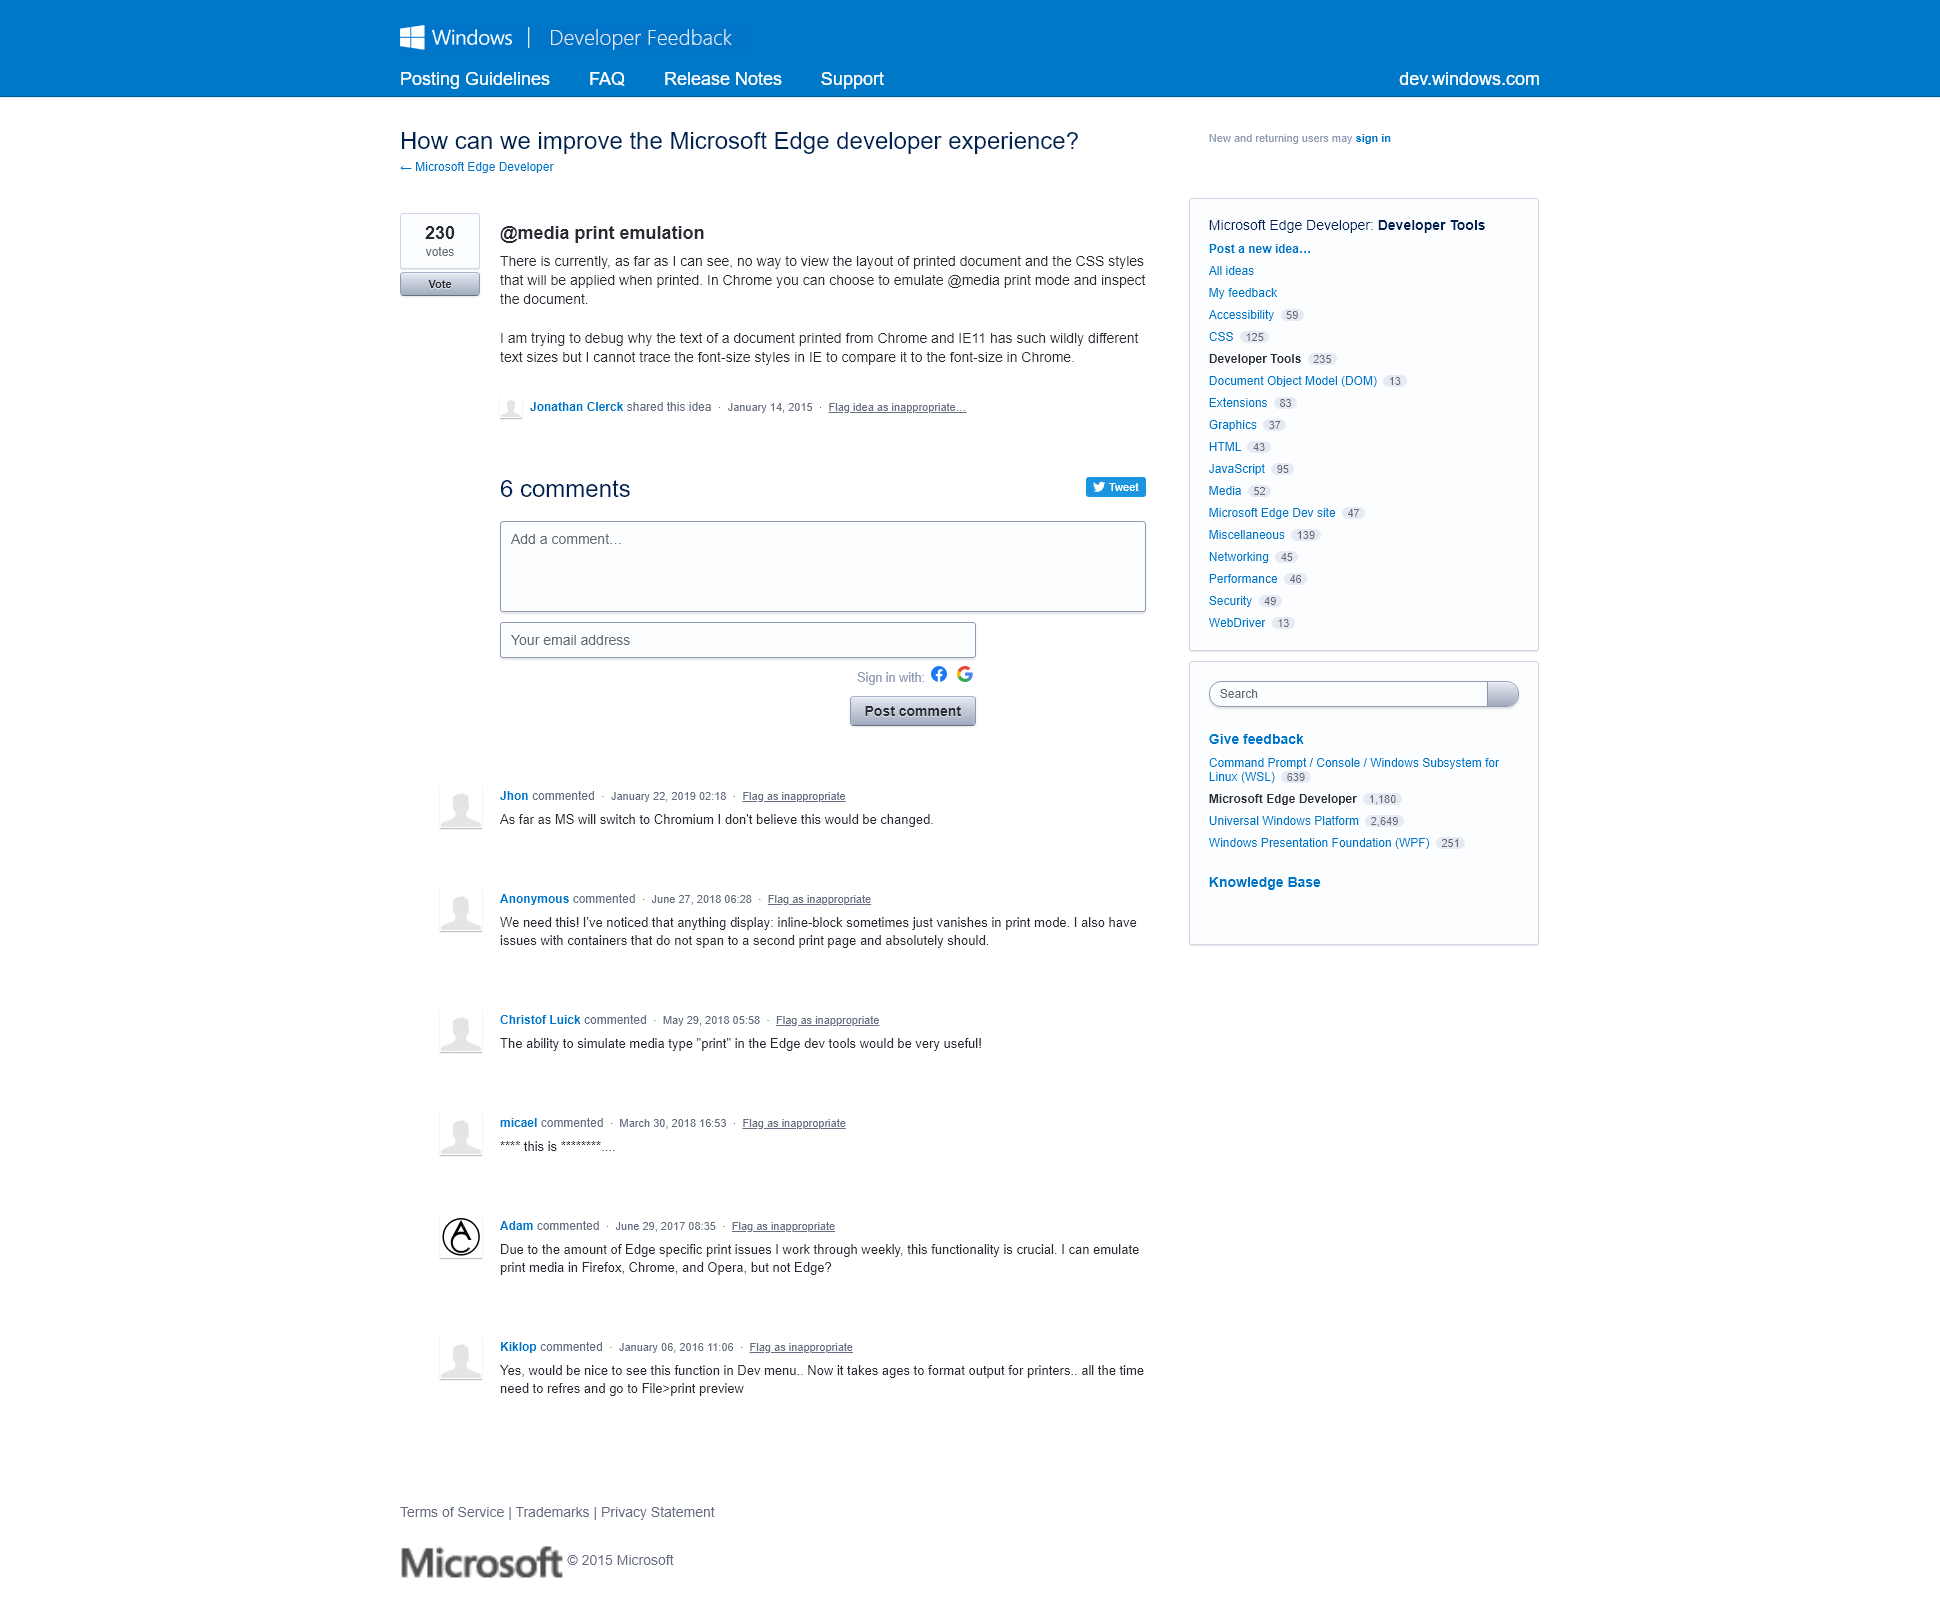 Windows | Developer Feedback
Posting Guidelines FAQ Release Notes Support dev.windows.com
How can we improve the Microsoft Edge developer experience?
← Microsoft Edge Developer
New and returning users may sign in
230
votes
Vote
@media print emulation
There is currently, as far as I can see, no way to view the layout of printed document and the CSS styles
that will be applied when printed. In Chrome you can choose to emulate @media print mode and inspect
the document.
I am trying to debug why the text of a document printed from Chrome and IE11 has such wildly different
text sizes but I cannot trace the font-size styles in IE to compare it to the font-size in Chrome.
Jonathan Clerck shared this idea · January 14, 2015 · Flag idea as inappropriate…
6 comments
Tweet
Add a comment…
Your email address
Sign in with:
Post comment
Jhon commented · January 22, 2019 02:18 · Flag as inappropriate
As far as MS will switch to Chromium I don't believe this would be changed.
Anonymous commented · June 27, 2018 06:28 · Flag as inappropriate
We need this! I've noticed that anything display: inline-block sometimes just vanishes in print mode. I also have
issues with containers that do not span to a second print page and absolutely should.
Christof Luick commented · May 29, 2018 05:58 · Flag as inappropriate
The ability to simulate media type "print" in the Edge dev tools would be very useful!
micael commented · March 30, 2018 16:53 · Flag as inappropriate
**** this is ********....
Adam commented · June 29, 2017 08:35 · Flag as inappropriate
Due to the amount of Edge specific print issues I work through weekly, this functionality is crucial. I can emulate
print media in Firefox, Chrome, and Opera, but not Edge?
Kiklop commented · January 06, 2016 11:06 · Flag as inappropriate
Yes, would be nice to see this function in Dev menu.. Now it takes ages to format output for printers.. all the time
need to refres and go to File>print preview
Microsoft Edge Developer: Developer Tools
Post a new idea…
All ideas
My feedback
Accessibility 59
CSS 125
Developer Tools 235
Document Object Model (DOM) 13
Extensions 83
Graphics 37
HTML 43
JavaScript 95
Media 52
Microsoft Edge Dev site 47
Miscellaneous 139
Networking 45
Performance 46
Security 49
WebDriver 13
Search
Give feedback
Command Prompt / Console / Windows Subsystem for
Linux (WSL) 639
Microsoft Edge Developer 1,180
Universal Windows Platform 2,649
Windows Presentation Foundation (WPF) 251
Knowledge Base
Terms of Service | Trademarks | Privacy Statement
Microsoft © 2015 Microsoft